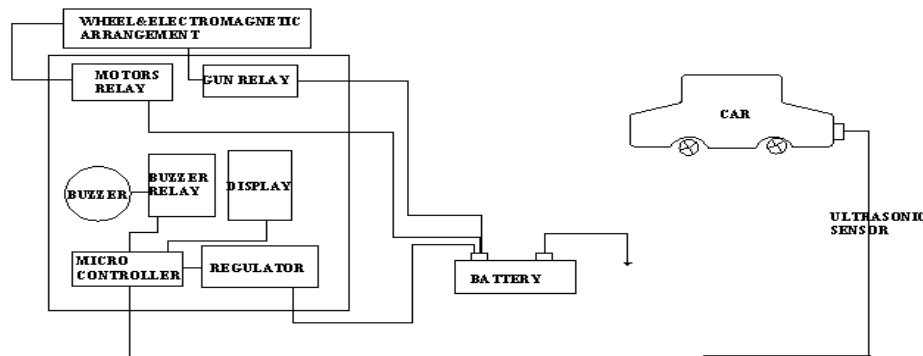 WHEEL&ELECTROMAGNETIC
ARRANGEMENT
MOTORS
RELAY
GUN RELAY
CAR
BUZZER
BUZZER
RELAY
DISPLAY
ULTRASONIC
SENSOR
MICRO
CONTROLLER
REGULATOR
BATTERY